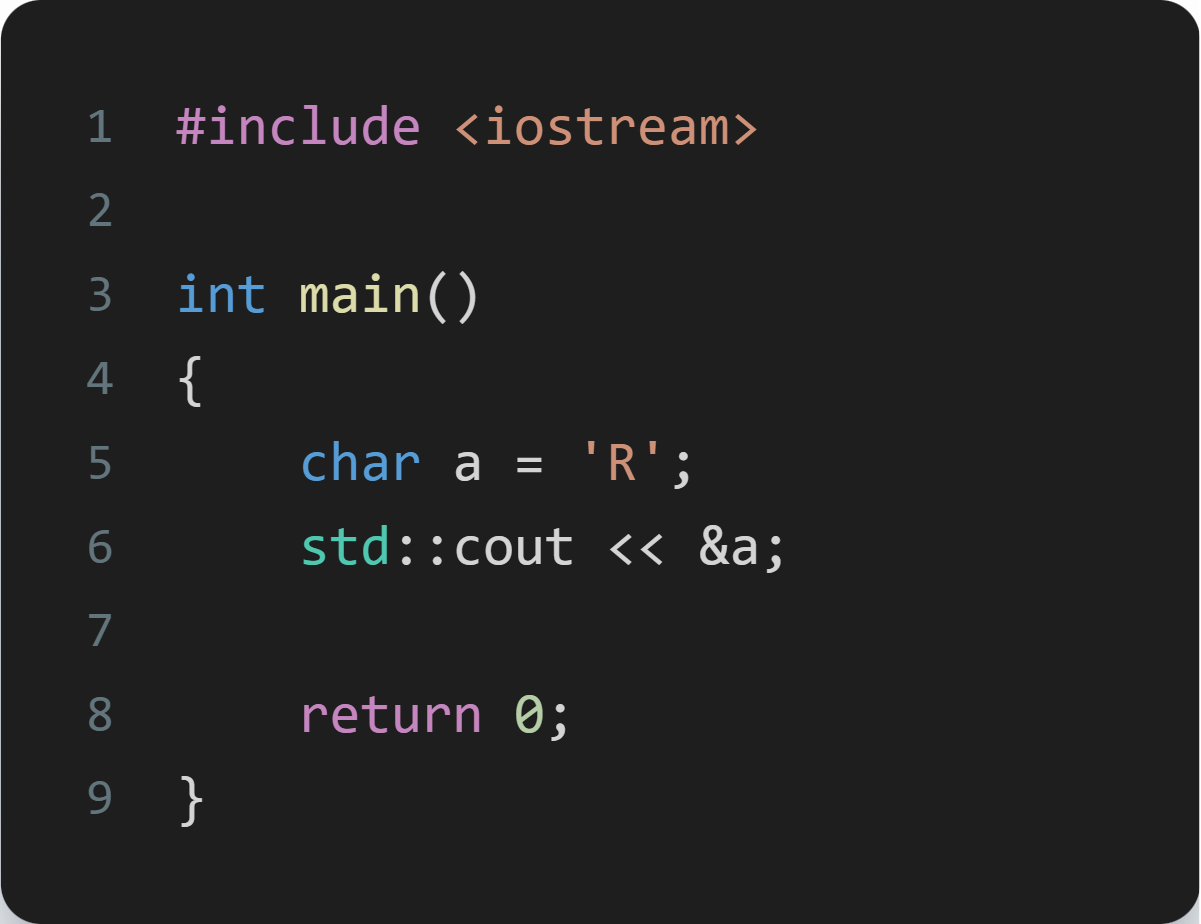 1 #include <iostream>
2
3 int main()
4 {
5     char a = 'R';
6     std::cout << &a;
7
8     return 0;
9 }